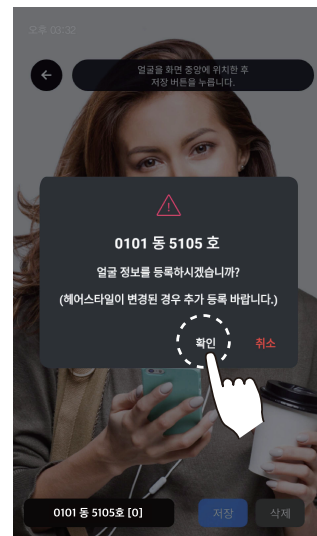 오후 03:32
얼굴을 화면 중앙에 위치한 후
저장 버튼을 누릅니다.
0101 동 5105 호
얼굴 정보를 등록하시겠습니까?
(헤어스타일이 변경된 경우 추가 등록 바랍니다.)
확인 취소
0101 동 5105호 [0] 저장 삭제